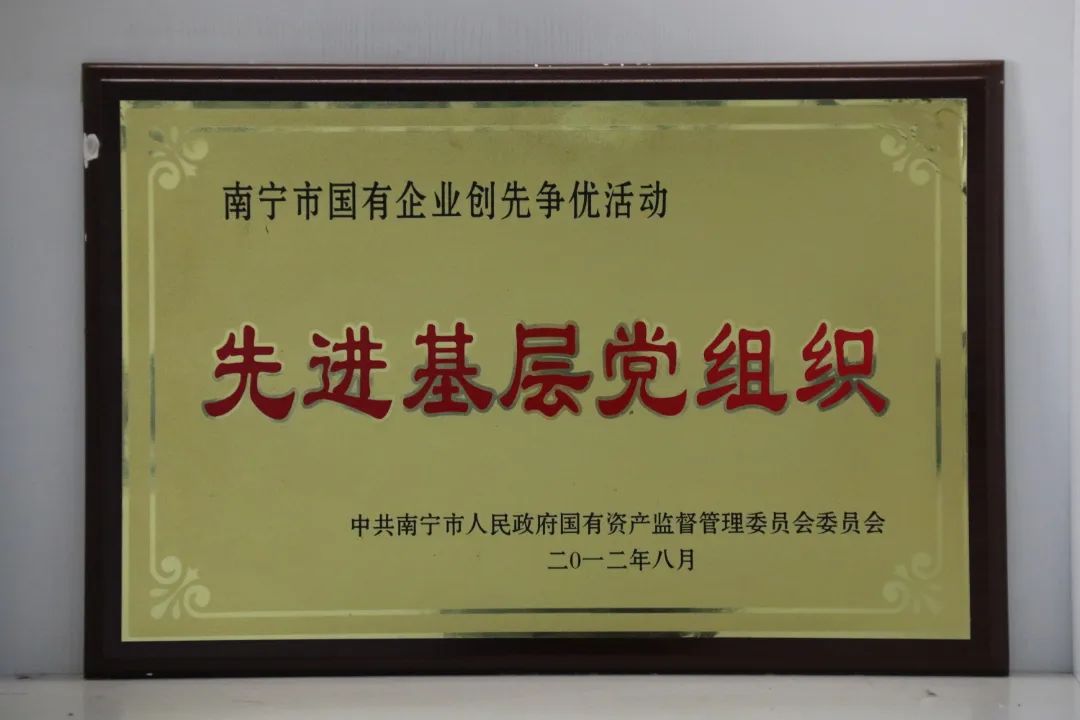 南宁市国有企业创先争优活动
先进基层党组织
中共南宁市人民政府国有资产监督管理委员会委员会
二0一二年八月